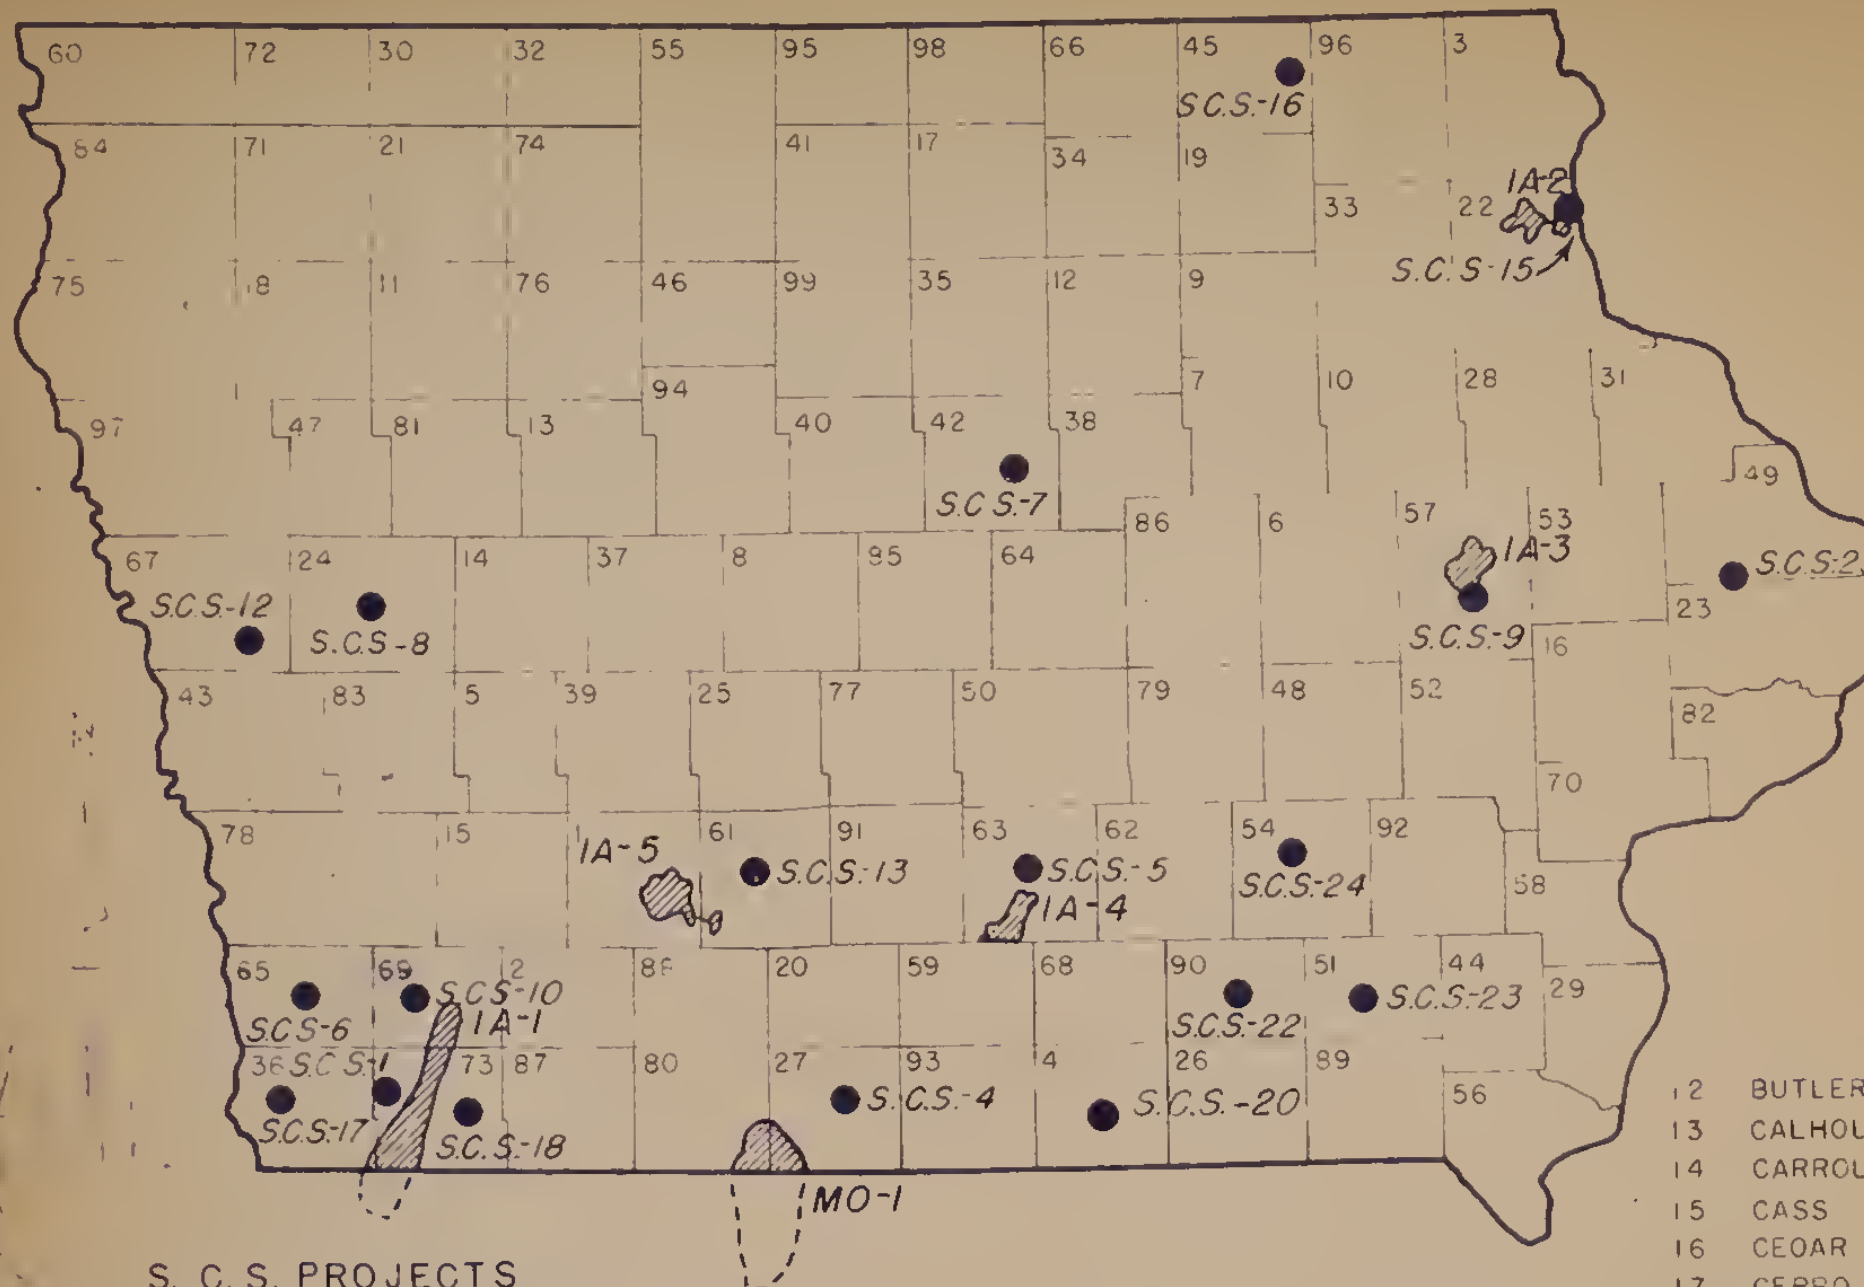 60 72 30 32 55 95 98 66 45 96 3
S.C.S.-16
84 71 21 74 41 17 34 19
IA-2
33 22
S.C.S-15
75 18 11 76 46 99 35 12 9
94 7 10 28 31
97 47 81 13 40 42 38
49
S.C.S.-7
86 6 57 53
67 24 14 37 8 95 64 IA-3 S.C.S-2
S.C.S.-12 23
S.C.S-8 S.C.S.-9 16
43 83 5 39 25 77 50 79 48 52
82
70
78 15 1 61 91 63 62 54 92
IA-5 S.C.S.-13 S.C.S.-5 S.C.S.-24
IA-4 58
65 69 2 88 20 59 68 90 51 44
S.C.S-10 S.C.S.-23 29
S.C.S-6 IA-1 S.C.S.-22
36 S.C.S-1 73 87 80 27 93 4 26 89
S.C.S.-4 S.C.S.-20 56
S.C.S.-17 S.C.S.-18
MO-1
12 BUTLER
13 CALHOU
14 CARROL
15 CASS
16 CEOAR
17 CERRO
S. C. S. PROJECTS